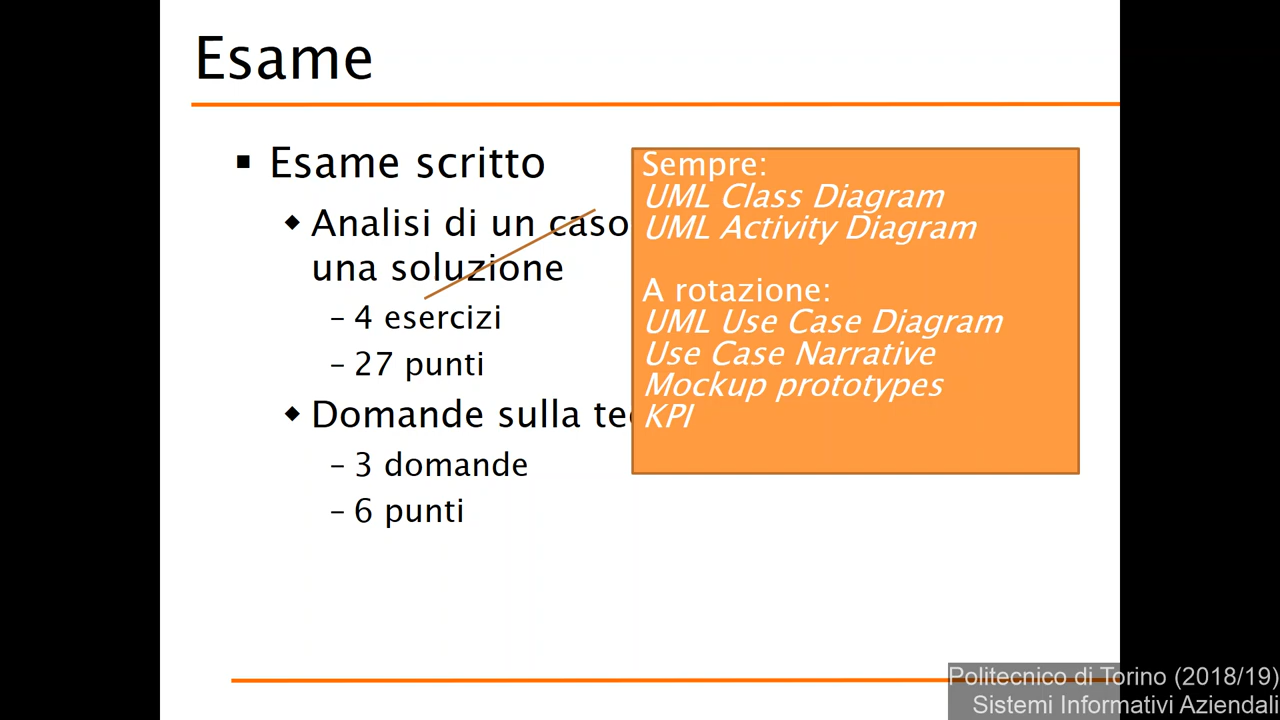 Esame
Esame scritto
Analisi di un caso
una soluzione
– 4 esercizi
– 27 punti
Domande sulla
– 3 domande
– 6 punti
Sempre:
UML Class Diagram
UML Activity Diagram
A rotazione:
UML Use Case Diagram
Use Case Narrative
Mockup prototypes
KPI
Politecnico di Torino (2018/19)
Sistemi Informativi Aziendali